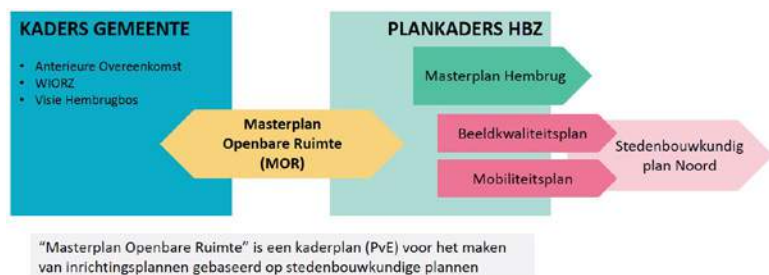 KADERS GEMEENTE
• Anterieure Overeenkomst
• WIORZ
• Visie Hembrugbos
Masterplan
Openbare Ruimte
(MOR)
PLANKADERS HBZ
Masterplan Hembrug
Beeldkwaliteitsplan
Mobiliteitsplan
Stedenbouwkundig
plan Noord
“Masterplan Openbare Ruimte” is een kaderplan (PvE) voor het maken
van inrichtingsplannen gebaseerd op stedenbouwkundige plannen